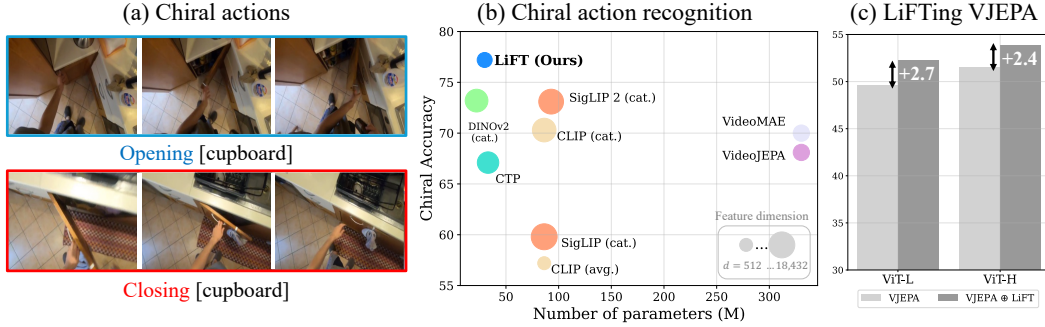 (a) Chiral actions
Opening [cupboard]
Closing [cupboard]
(b) Chiral action recognition
Chiral Accuracy
80
75
70
65
60
55
LiFT (Ours)
DINOv2
(cat.)
SigLIP 2 (cat.)
CLIP (cat.)
CTP
VideoMAE
VideoJEPA
SigLIP (cat.)
CLIP (avg.)
Feature dimension
...
d = 512 ... 18,432
50 100 150 200 250 300
Number of parameters (M)
(c) LiFTing VJEPA
55
50
45
40
35
30
+2.7
+2.4
ViT-L ViT-H
VJEPA VJEPA ⊕ LiFT